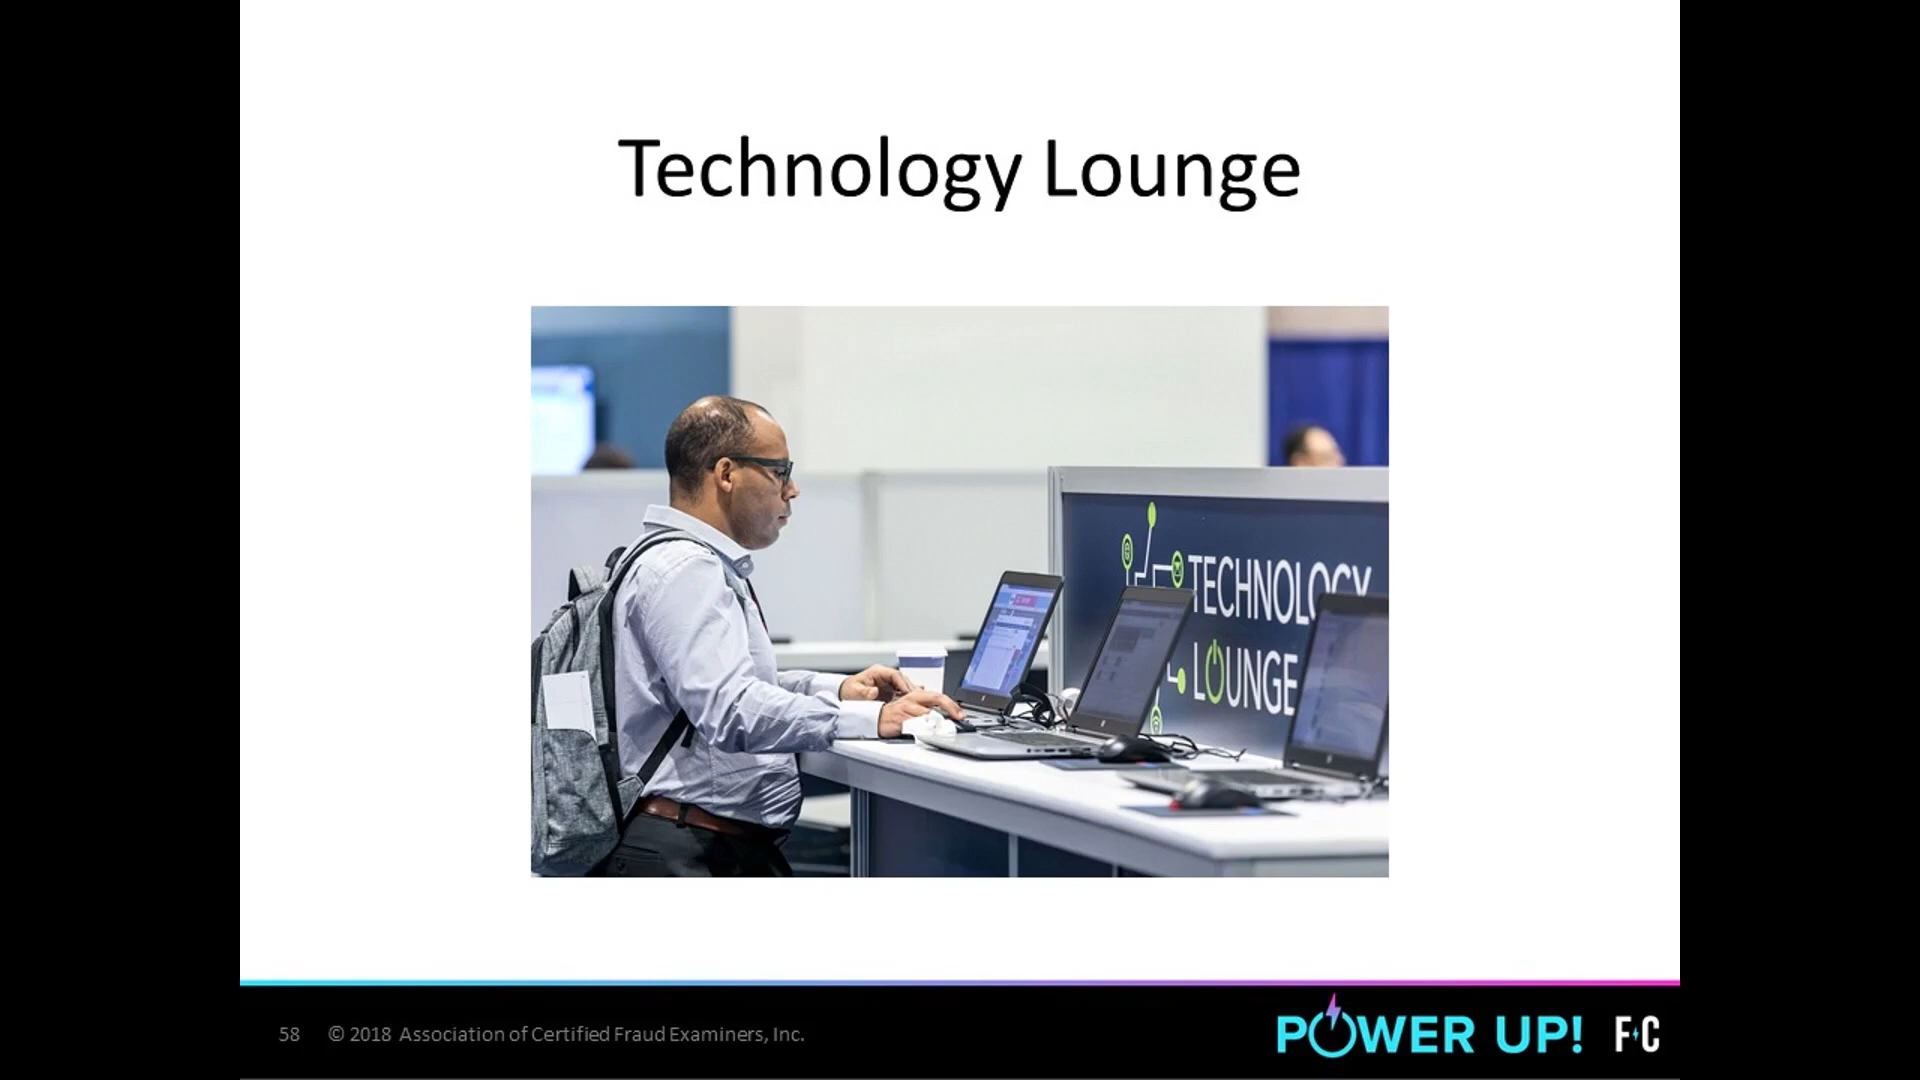 Technology Lounge
TECHNOLOGY
LOUNGE
58 © 2018 Association of Certified Fraud Examiners, Inc.
POWER UP! F C